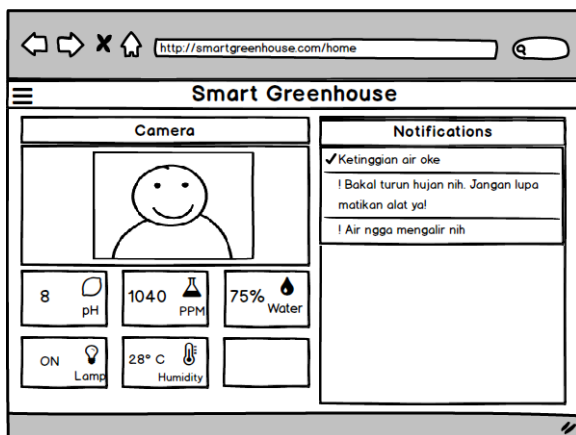 http://smartgreenhouse.com/home
Smart Greenhouse
Camera
Notifications
Ketinggian air oke
! Bakal turun hujan nih. Jangan lupa
matikan alat ya!
! Air ngga mengalir nih
8
pH
1040
PPM
75%
Water
ON
Lamp
28° C
Humidity